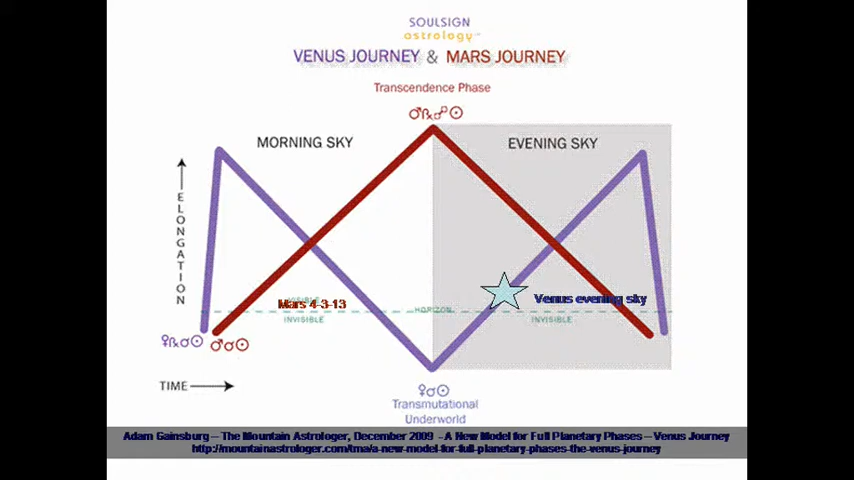 SOULSIGN
astrology™
VENUS JOURNEY & MARS JOURNEY
Transcendence Phase
♂℞☍☉
MORNING SKY
EVENING SKY
ELONGATION
Mars 4-3-13
Venus evening sky
HORIZON
INVISIBLE
INVISIBLE
♀℞☌☉
♂☌☉
TIME
♀☌☉
Transmutational
Underworld
Adam Gainsburg – The Mountain Astrologer, December 2009 - A New Model for Full Planetary Phases – Venus Journey
http://mountainastrologer.com/tma/a-new-model-for-full-planetary-phases-the-venus-journey